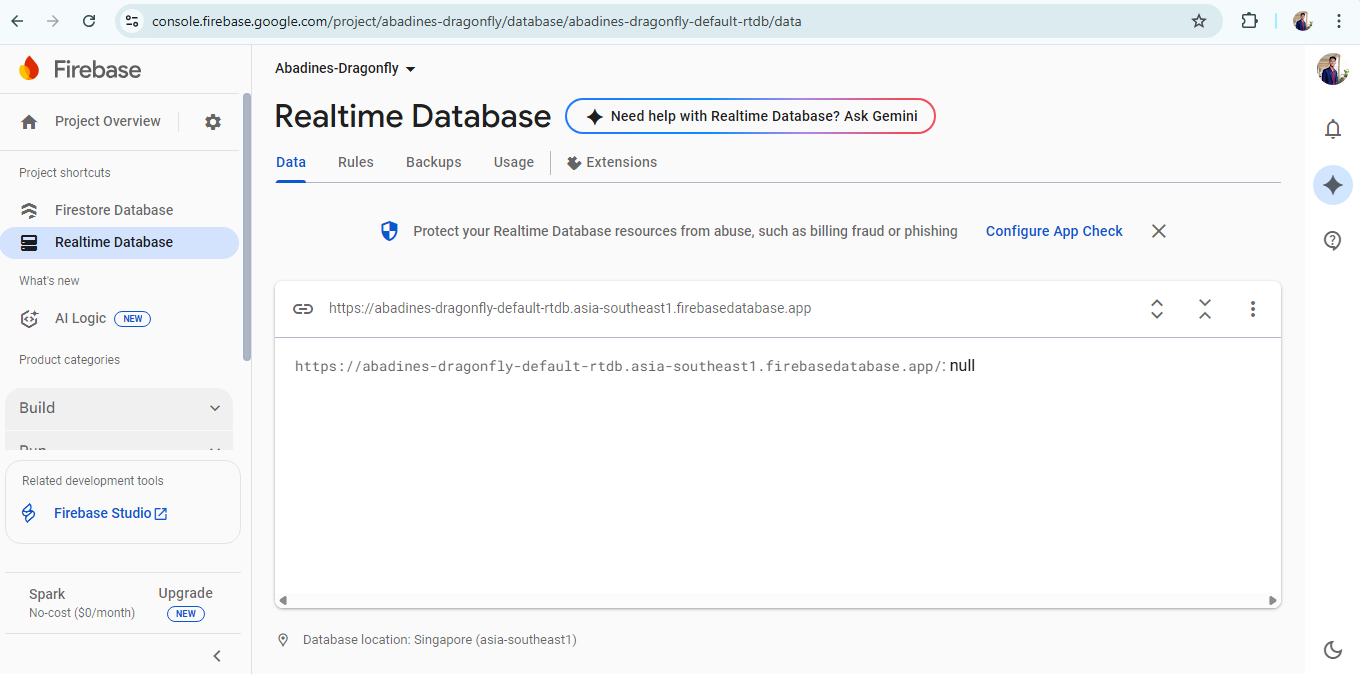 console.firebase.google.com/project/abadines-dragonfly/database/abadines-dragonfly-default-rtdb/data
Firebase
Abadines-Dragonfly
Project Overview
Realtime Database
Need help with Realtime Database? Ask Gemini
Data Rules Backups Usage Extensions
Project shortcuts
Firestore Database
Realtime Database
What's new
AI Logic NEW
Product categories
Build
Run
Related development tools
Firebase Studio
Spark
No-cost ($0/month)
Upgrade
NEW
Protect your Realtime Database resources from abuse, such as billing fraud or phishing Configure App Check
https://abadines-dragonfly-default-rtdb.asia-southeast1.firebasedatabase.app
https://abadines-dragonfly-default-rtdb.asia-southeast1.firebasedatabase.app/: null
Database location: Singapore (asia-southeast1)